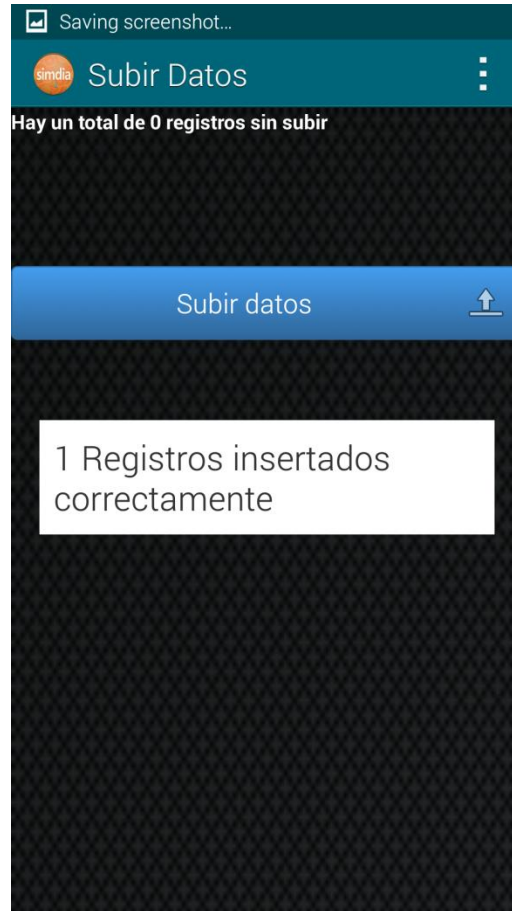 Saving screenshot...
simdia
Subir Datos
Hay un total de 0 registros sin subir
Subir datos
1 Registros insertados
correctamente